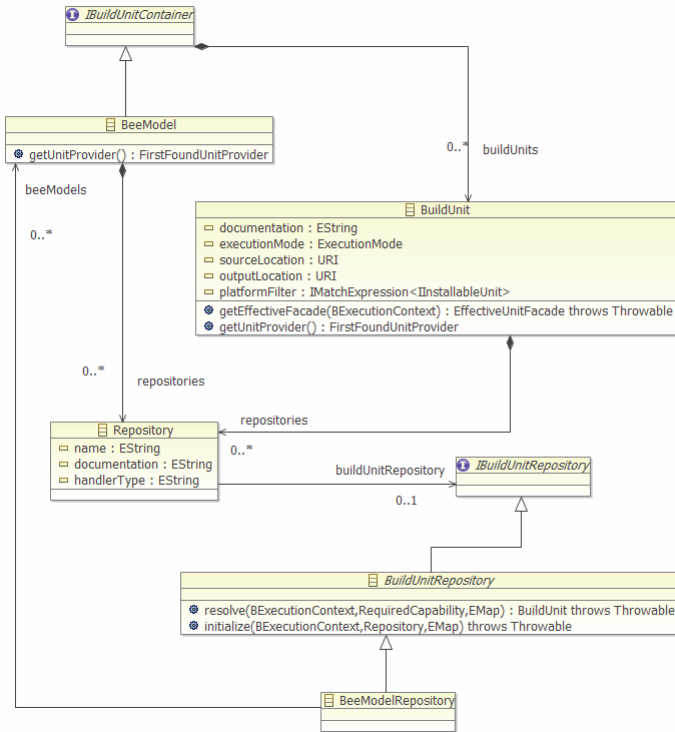 IBuildUnitContainer
BeeModel
getUnitProvider() : FirstFoundUnitProvider
0..*
buildUnits
beeModels
0..*
BuildUnit
documentation : EString
executionMode : ExecutionMode
sourceLocation : URI
outputLocation : URI
platformFilter : IMatchExpression<IInstallableUnit>
getEffectiveFacade(BExecutionContext) : EffectiveUnitFacade throws Throwable
getUnitProvider() : FirstFoundUnitProvider
0..*
repositories
repositories
0..*
Repository
name : EString
documentation : EString
handlerType : EString
buildUnitRepository
0..1
IBuildUnitRepository
BuildUnitRepository
resolve(BExecutionContext,RequiredCapability,EMap) : BuildUnit throws Throwable
initialize(BExecutionContext,Repository,EMap) throws Throwable
BeeModelRepository